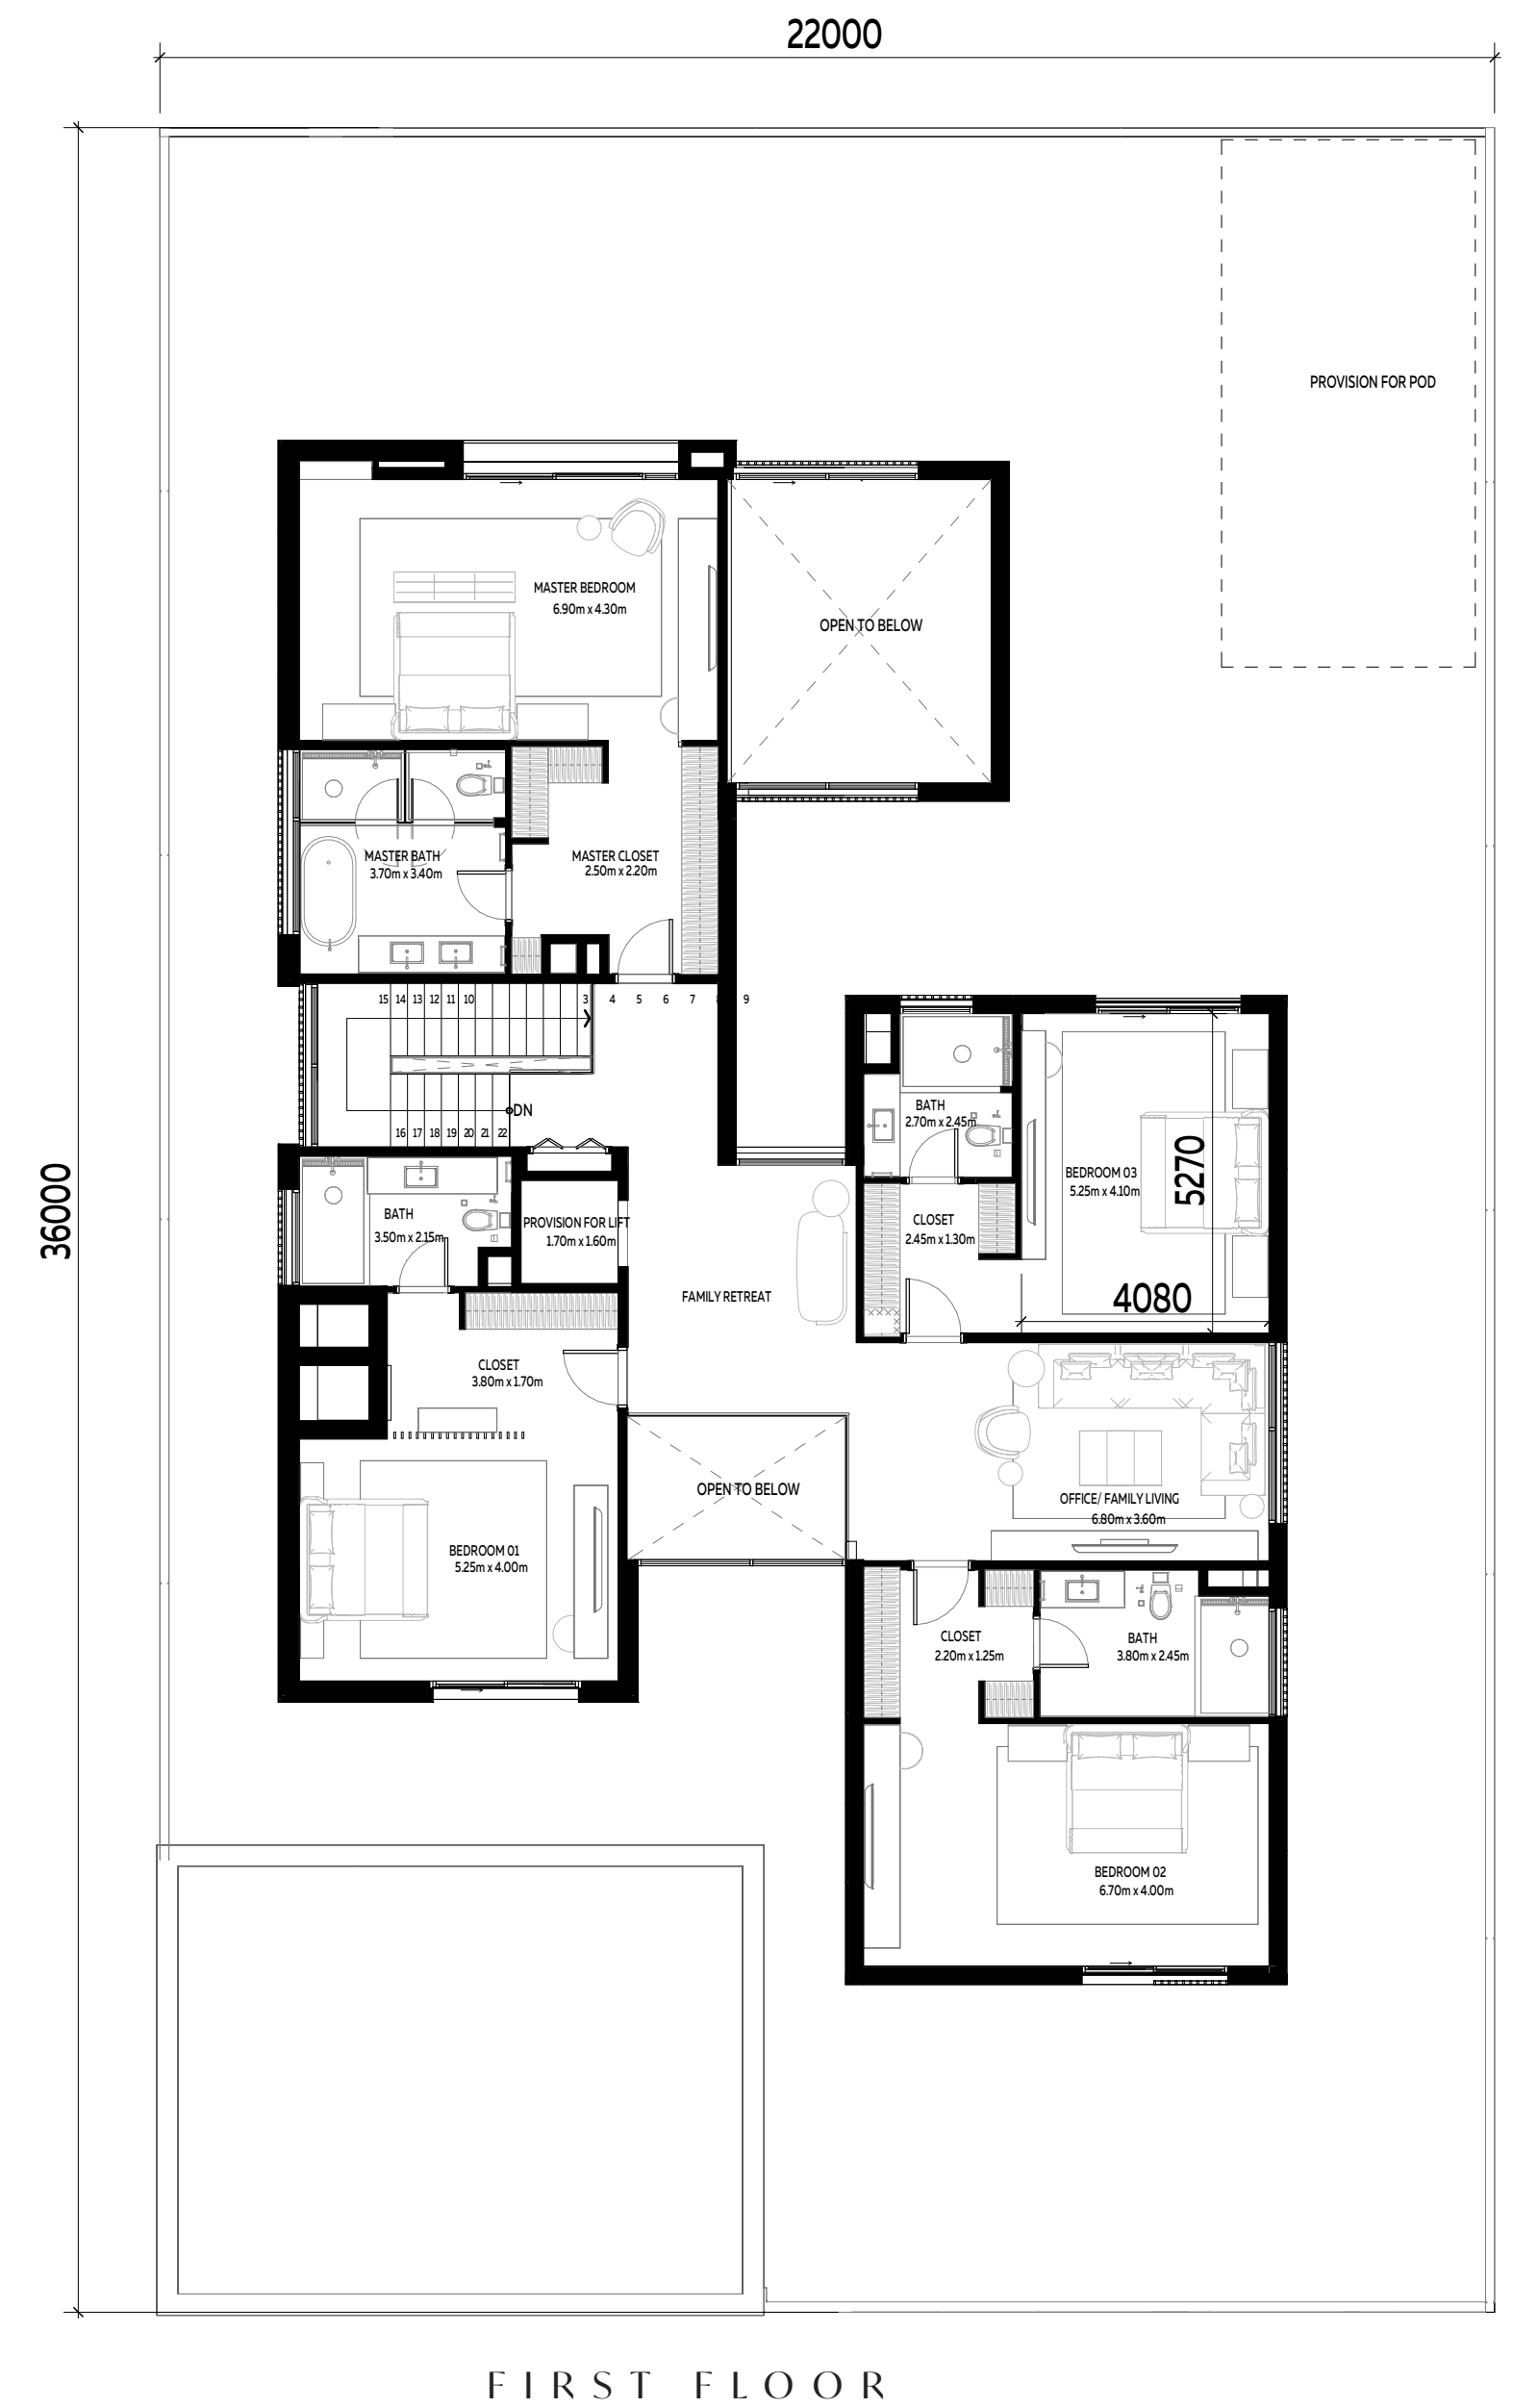 22000
36000
PROVISION FOR POD
MASTER BEDROOM
6.90m x 4.30m
OPEN TO BELOW
MASTER BATH
3.70m x 3.40m
MASTER CLOSET
2.50m x 2.20m
15 14 13 12 11 10 3 4 5 6 7 8 9
DN
16 17 18 19 20 21 22
BATH
2.70m x 2.45m
BEDROOM 03
5.25m x 4.10m
5270
4080
CLOSET
2.45m x 1.30m
BATH
3.50m x 2.15m
PROVISION FOR LIFT
1.70m x 1.60m
FAMILY RETREAT
CLOSET
3.80m x 1.70m
OPEN TO BELOW
OFFICE/ FAMILY LIVING
6.80m x 3.60m
BEDROOM 01
5.25m x 4.00m
CLOSET
2.20m x 1.25m
BATH
3.80m x 2.45m
BEDROOM 02
6.70m x 4.00m
FIRST FLOOR